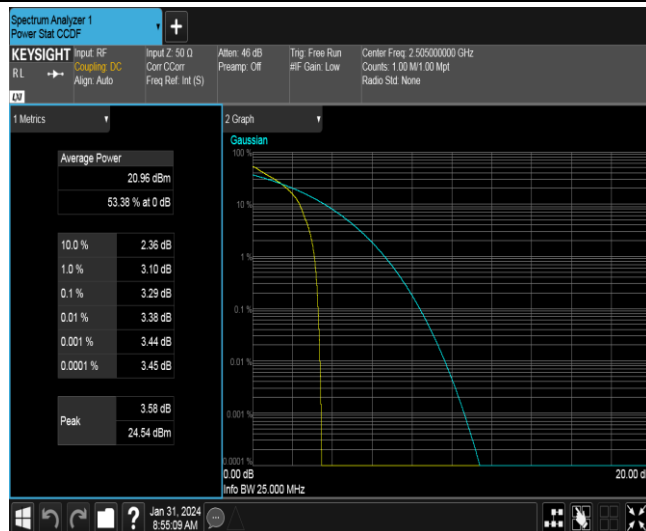 Spectrum Analyzer 1
Power Stat CCDF
+
KEYSIGHT
RL
LXI
Input: RF
Coupling: DC
Align: Auto
Input Z: 50 Ω
Corr CCorr
Freq Ref: Int (S)
Atten: 46 dB
Preamp: Off
Trig: Free Run
#IF Gain: Low
Center Freq: 2.505000000 GHz
Counts: 1.00 M/1.00 Mpt
Radio Std: None
1 Metrics
Average Power
20.96 dBm
53.38 % at 0 dB
10.0 % 2.36 dB
1.0 % 3.10 dB
0.1 % 3.29 dB
0.01 % 3.38 dB
0.001 % 3.44 dB
0.0001 % 3.45 dB
Peak
3.58 dB
24.54 dBm
2 Graph
Gaussian
100 %
10 %
1 %
0.1 %
0.01 %
0.001 %
0.0001 %
0.00 dB
20.00 d
Info BW 25.000 MHz
?
Jan 31, 2024
8:55:09 AM